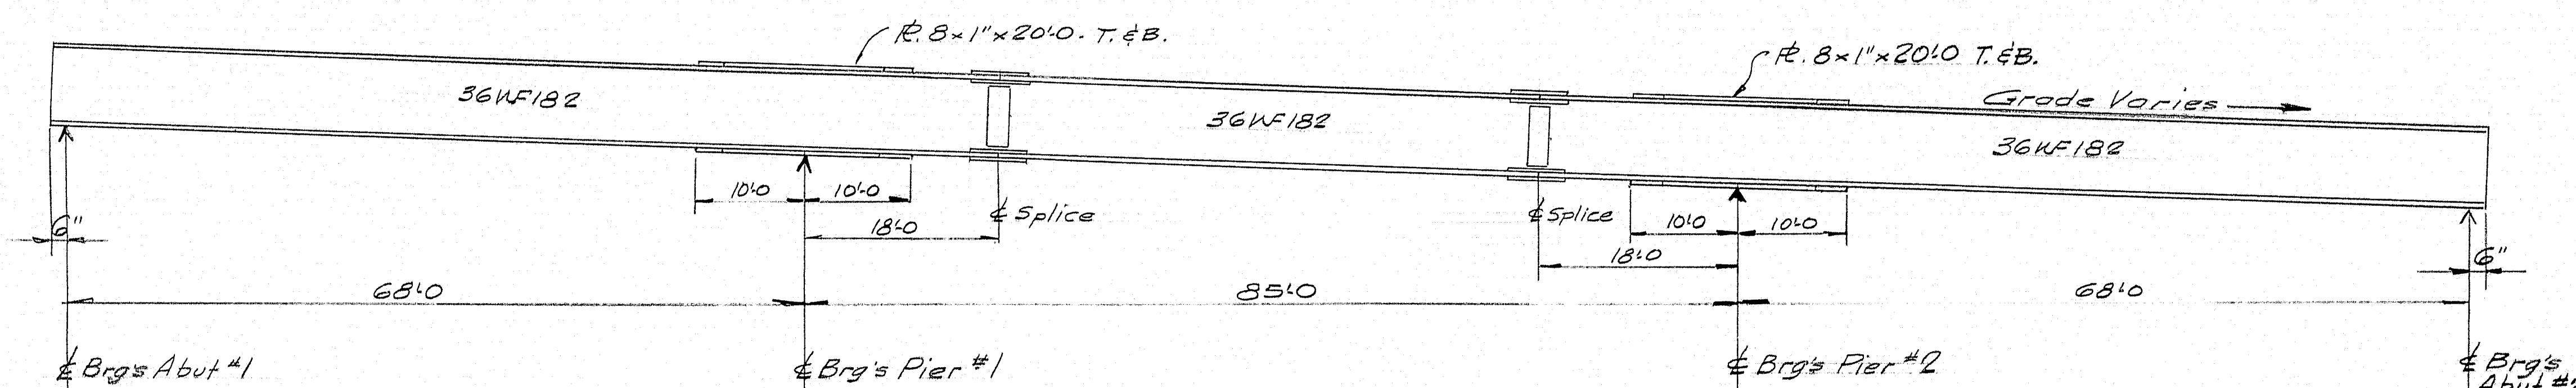 ℄ 8×1"×20'-0. T.&B.
℄ 8×1"×20'-0 T.&B.
36WF182
36WF182
Grade Varies
36WF182
10'-0
10'-0
℄ Splice
℄ Splice
10'-0
10'-0
6"
18'-0
18'-0
6"
68'-0
85'-0
68'-0
℄ Brg's Abut #1
℄ Brg's Pier #1
℄ Brg's Pier #2
℄ Brg's